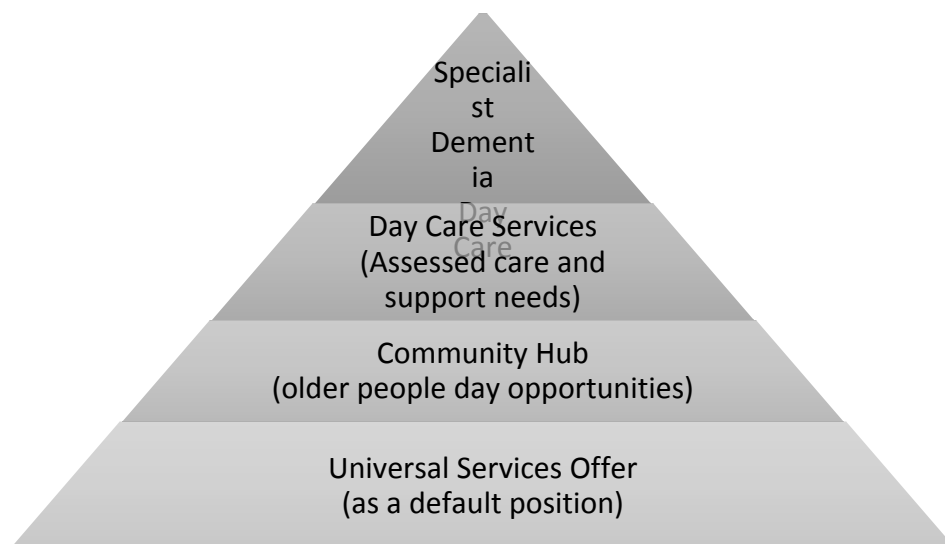 Speciali
st
Dement
ia
Day
Care
Day Care Services
(Assessed care and
support needs)
Community Hub
(older people day opportunities)
Universal Services Offer
(as a default position)